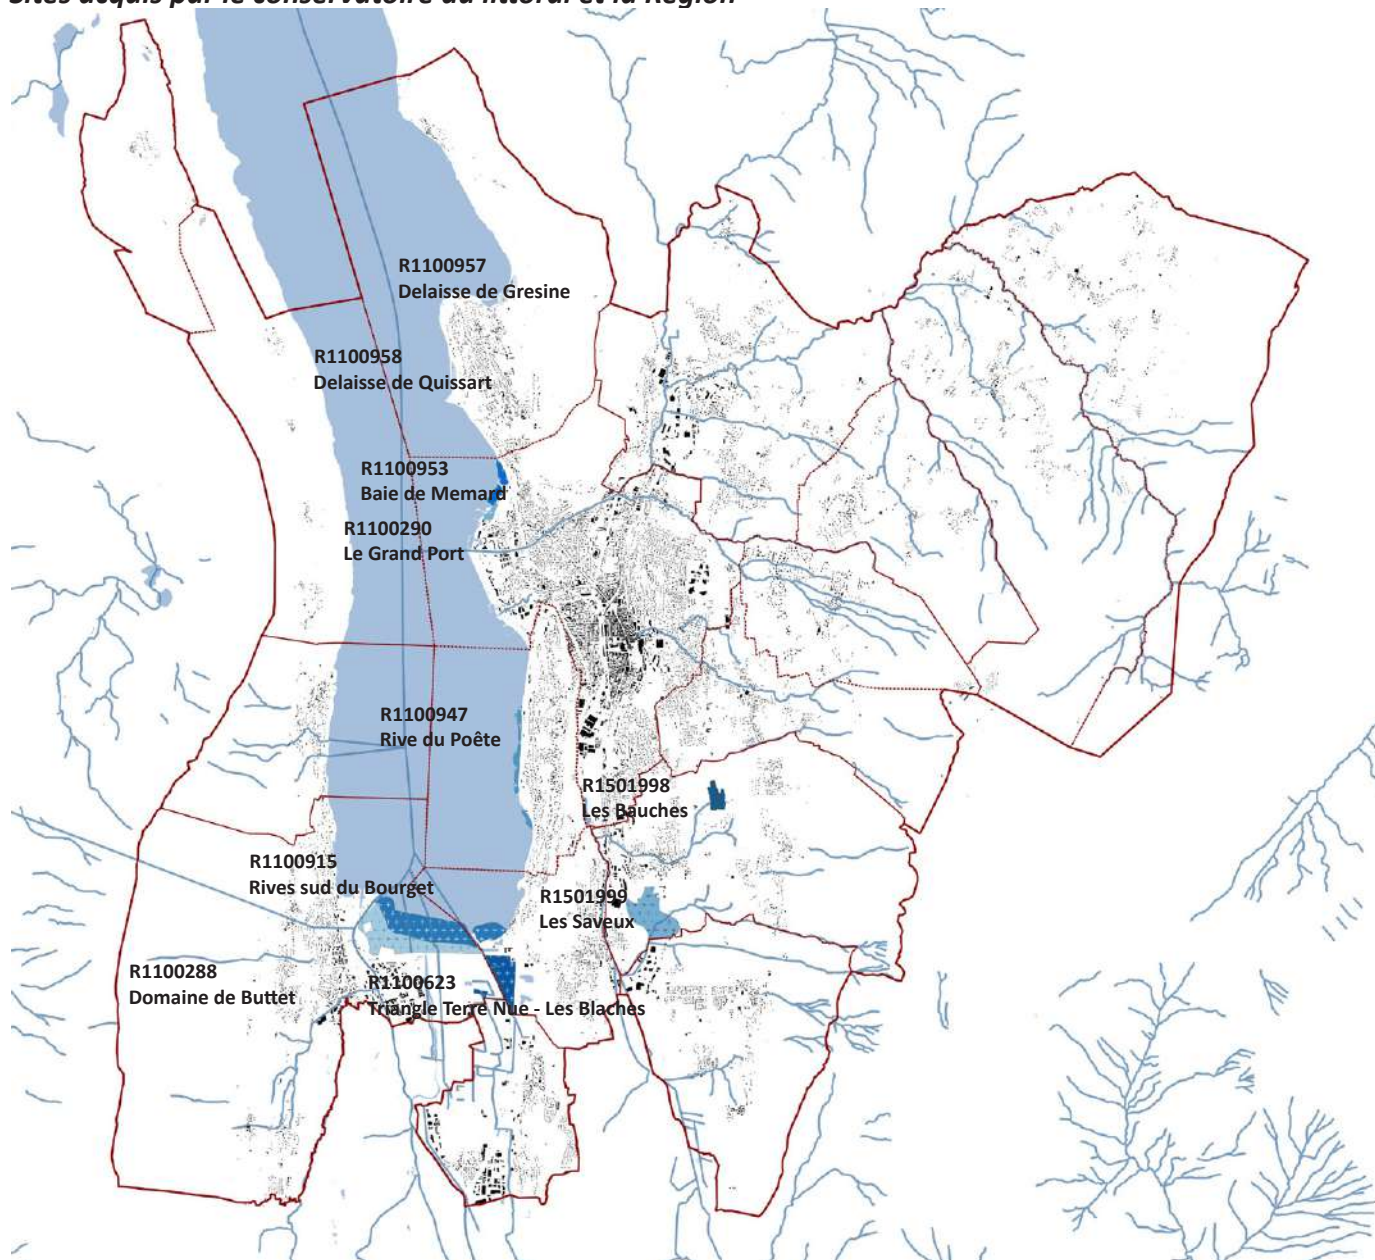 Sites acquis par le conservatoire du littoral et la Région
R1100957
Delaisse de Gresine
R1100958
Delaisse de Quissart
R1100953
Baie de Memard
R1100290
Le Grand Port
R1100947
Rive du Poête
R1501998
Les Bauches
R1100915
Rives sud du Bourget
R1501999
Les Saveux
R1100288
Domaine de Buttet
R1100623
Triangle Terre Nue - Les Blaches